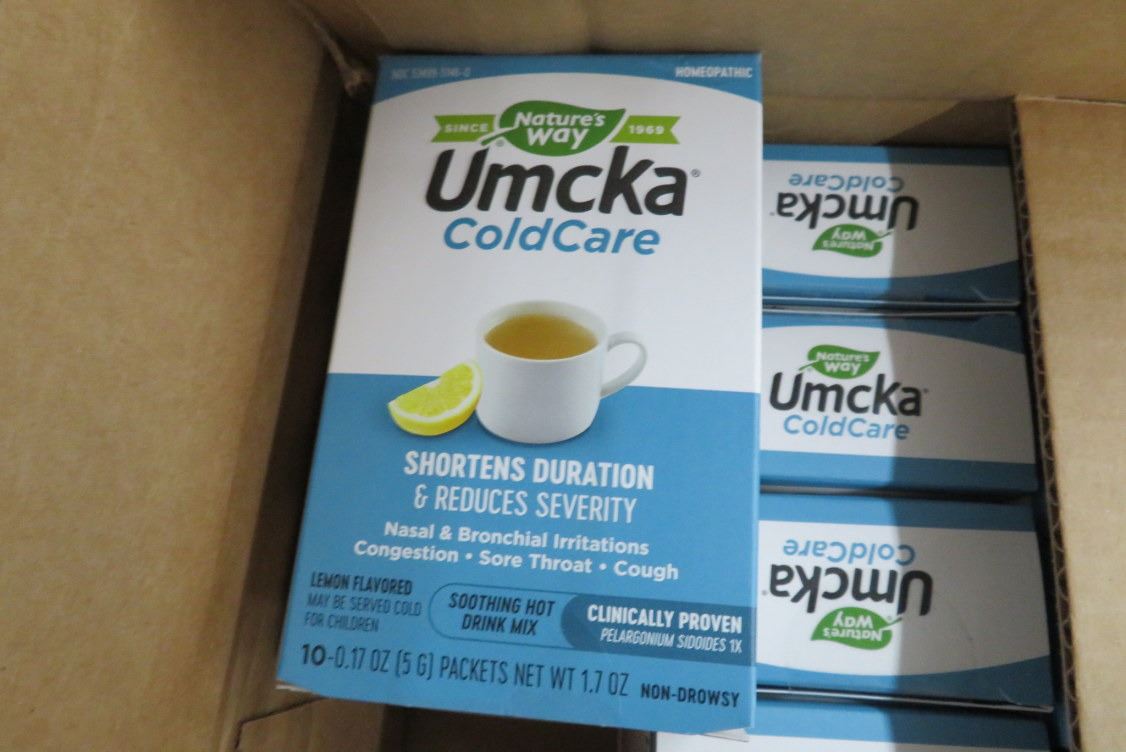 HOMEOPATHIC
SINCE Nature's Way® 1969
Umcka®
ColdCare
SHORTENS DURATION
& REDUCES SEVERITY
Nasal & Bronchial Irritations
Congestion • Sore Throat • Cough
LEMON FLAVORED
MAY BE SERVED COLD
FOR CHILDREN
SOOTHING HOT
DRINK MIX
CLINICALLY PROVEN
PELARGONIUM SIDOIDES 1X
10-0.17 OZ (5 G) PACKETS NET WT 1.7 OZ NON-DROWSY
Nature's Way
Umcka®
ColdCare
Nature's Way
Umcka®
ColdCare
Nature's Way
Umcka®
ColdCare